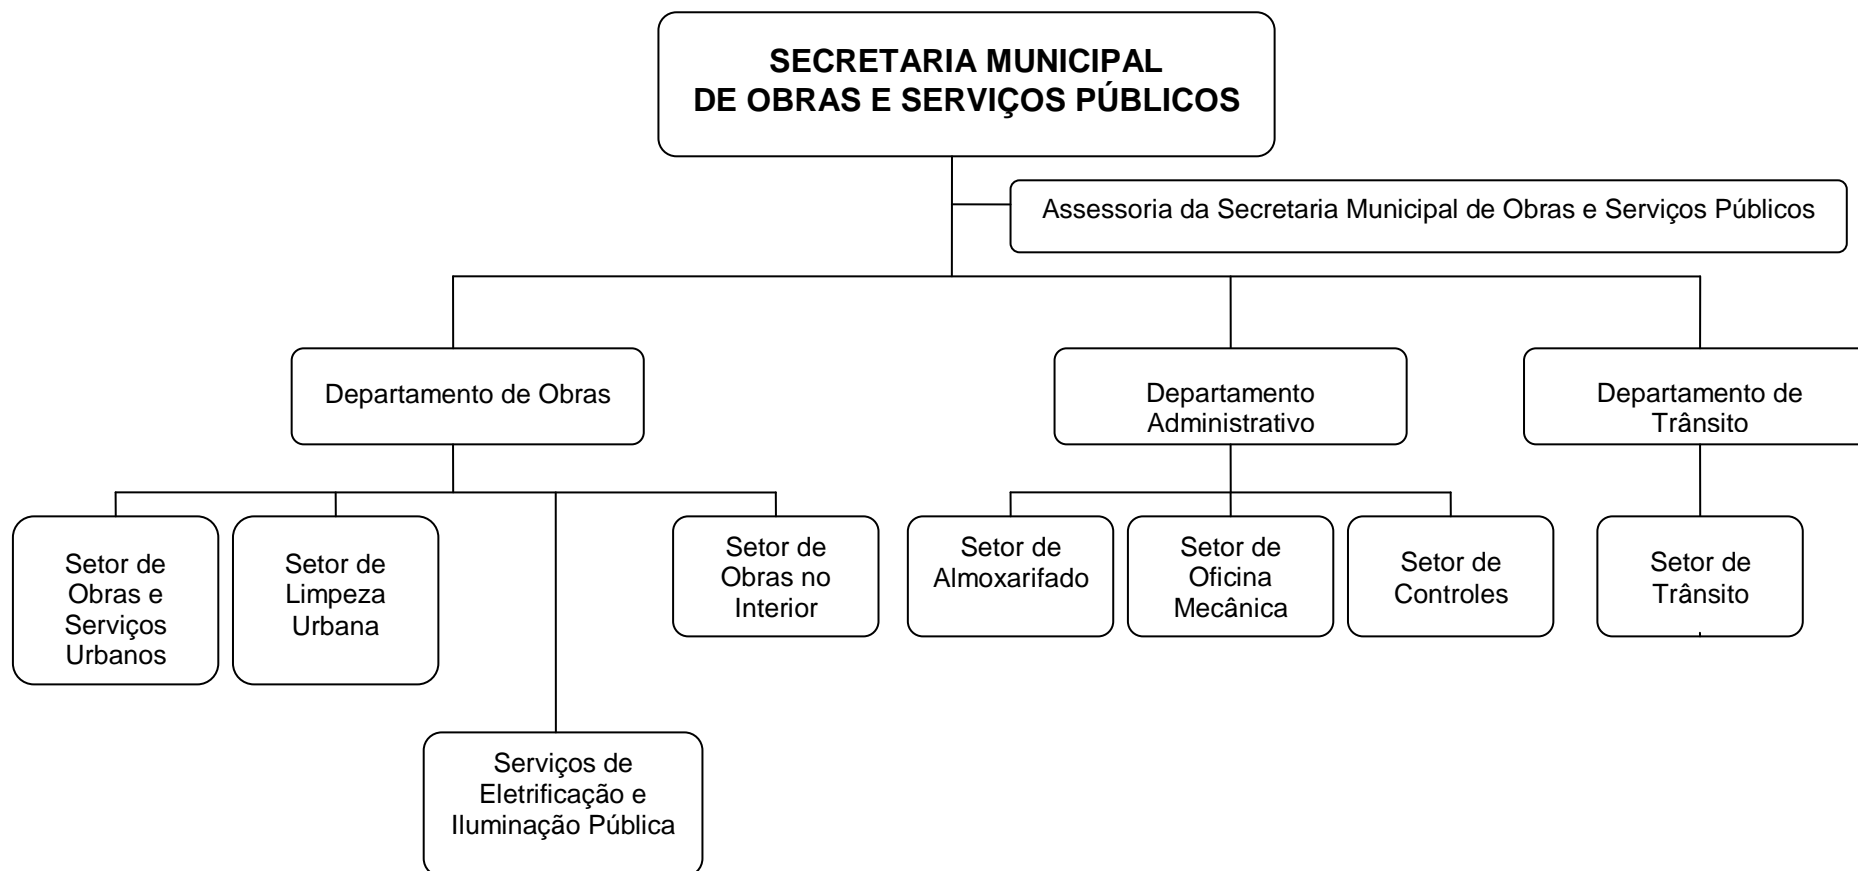 SECRETARIA MUNICIPAL
DE OBRAS E SERVIÇOS PÚBLICOS
Assessoria da Secretaria Municipal de Obras e Serviços Públicos
Departamento de Obras
Departamento
Administrativo
Departamento de
Trânsito
Setor de
Obras e
Serviços
Urbanos
Setor de
Limpeza
Urbana
Setor de
Obras no
Interior
Setor de
Almoxarifado
Setor de
Oficina
Mecânica
Setor de
Controles
Setor de
Trânsito
Serviços de
Eletrificação e
Iluminação Pública